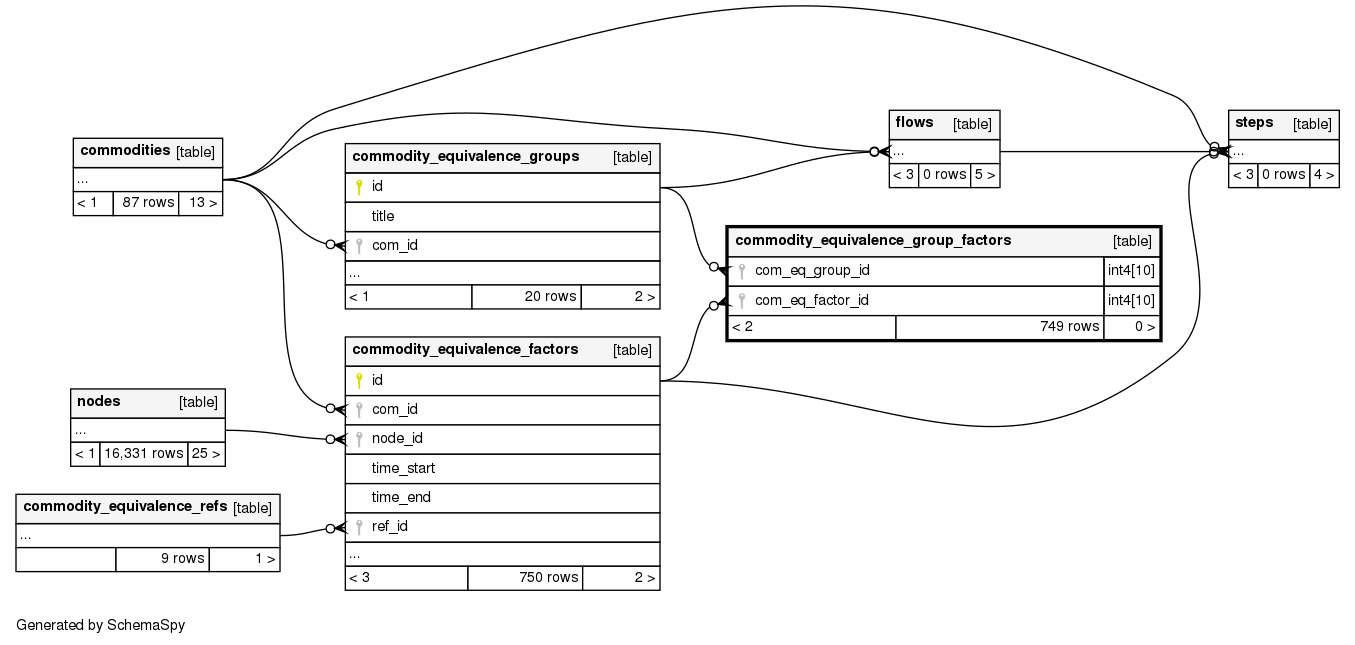 commodities [table]
...
< 1 87 rows 13 >
commodity_equivalence_groups [table]
id
title
com_id
...
< 1 20 rows 2 >
flows [table]
...
< 3 0 rows 5 >
steps [table]
...
< 3 0 rows 4 >
commodity_equivalence_group_factors [table]
com_eq_group_id int4[10]
com_eq_factor_id int4[10]
< 2 749 rows 0 >
commodity_equivalence_factors [table]
id
com_id
node_id
time_start
time_end
ref_id
...
< 3 750 rows 2 >
nodes [table]
...
< 1 16,331 rows 25 >
commodity_equivalence_refs [table]
...
9 rows 1 >
Generated by SchemaSpy